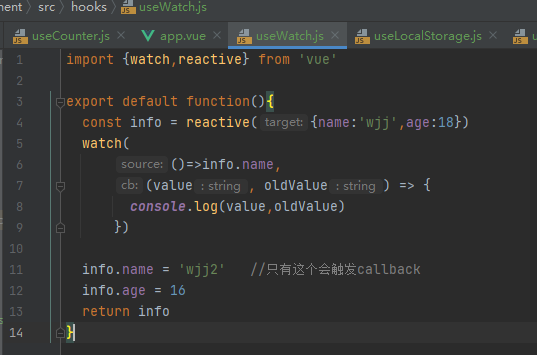 nent › src › hooks › useWatch.js
useCounter.js × app.vue × useWatch.js × useLocalStorage.js × u
1 import {watch,reactive} from 'vue'
2
3 export default function(){
4 const info = reactive( target: {name:'wjj',age:18})
5 watch(
6 source: ()=>info.name,
7 cb: (value : string , oldValue : string ) => {
8 console.log(value,oldValue)
9 })
10
11 info.name = 'wjj2' //只有这个会触发callback
12 info.age = 16
13 return info
14 }